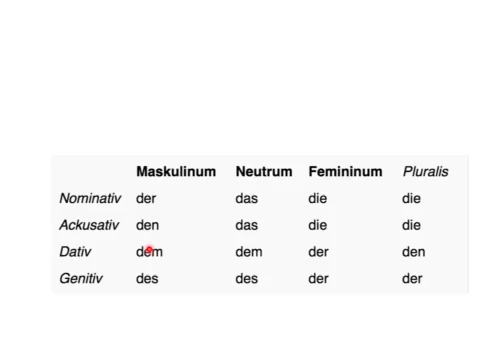 Maskulinum Neutrum Femininum Pluralis
Nominativ der das die die
Ackusativ den das die die
Dativ dem dem der den
Genitiv des des der der